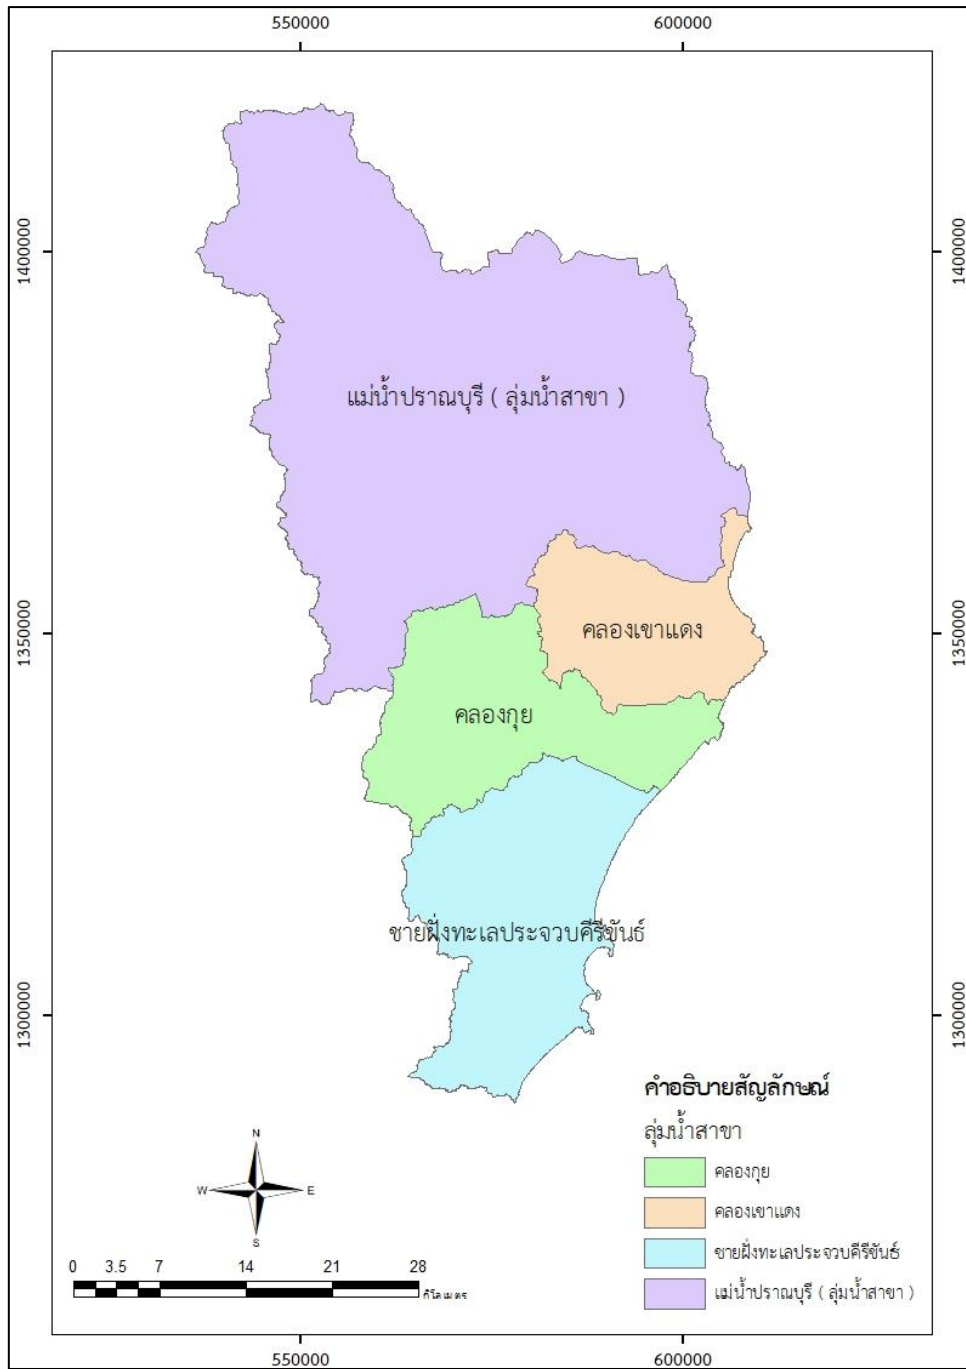 550000 600000
1400000 1400000
แม่น้ำปราณบุรี ( ลุ่มน้ำสาขา )
1350000 1350000
คลองเขาแดง
คลองกุย
ชายฝั่งทะเลประจวบคีรีขันธ์
1300000 1300000
คำอธิบายสัญลักษณ์
ลุ่มน้ำสาขา
คลองกุย
คลองเขาแดง
ชายฝั่งทะเลประจวบคีรีขันธ์
แม่น้ำปราณบุรี ( ลุ่มน้ำสาขา )
N
W E
S
0 3.5 7 14 21 28
กิโลเมตร
550000 600000